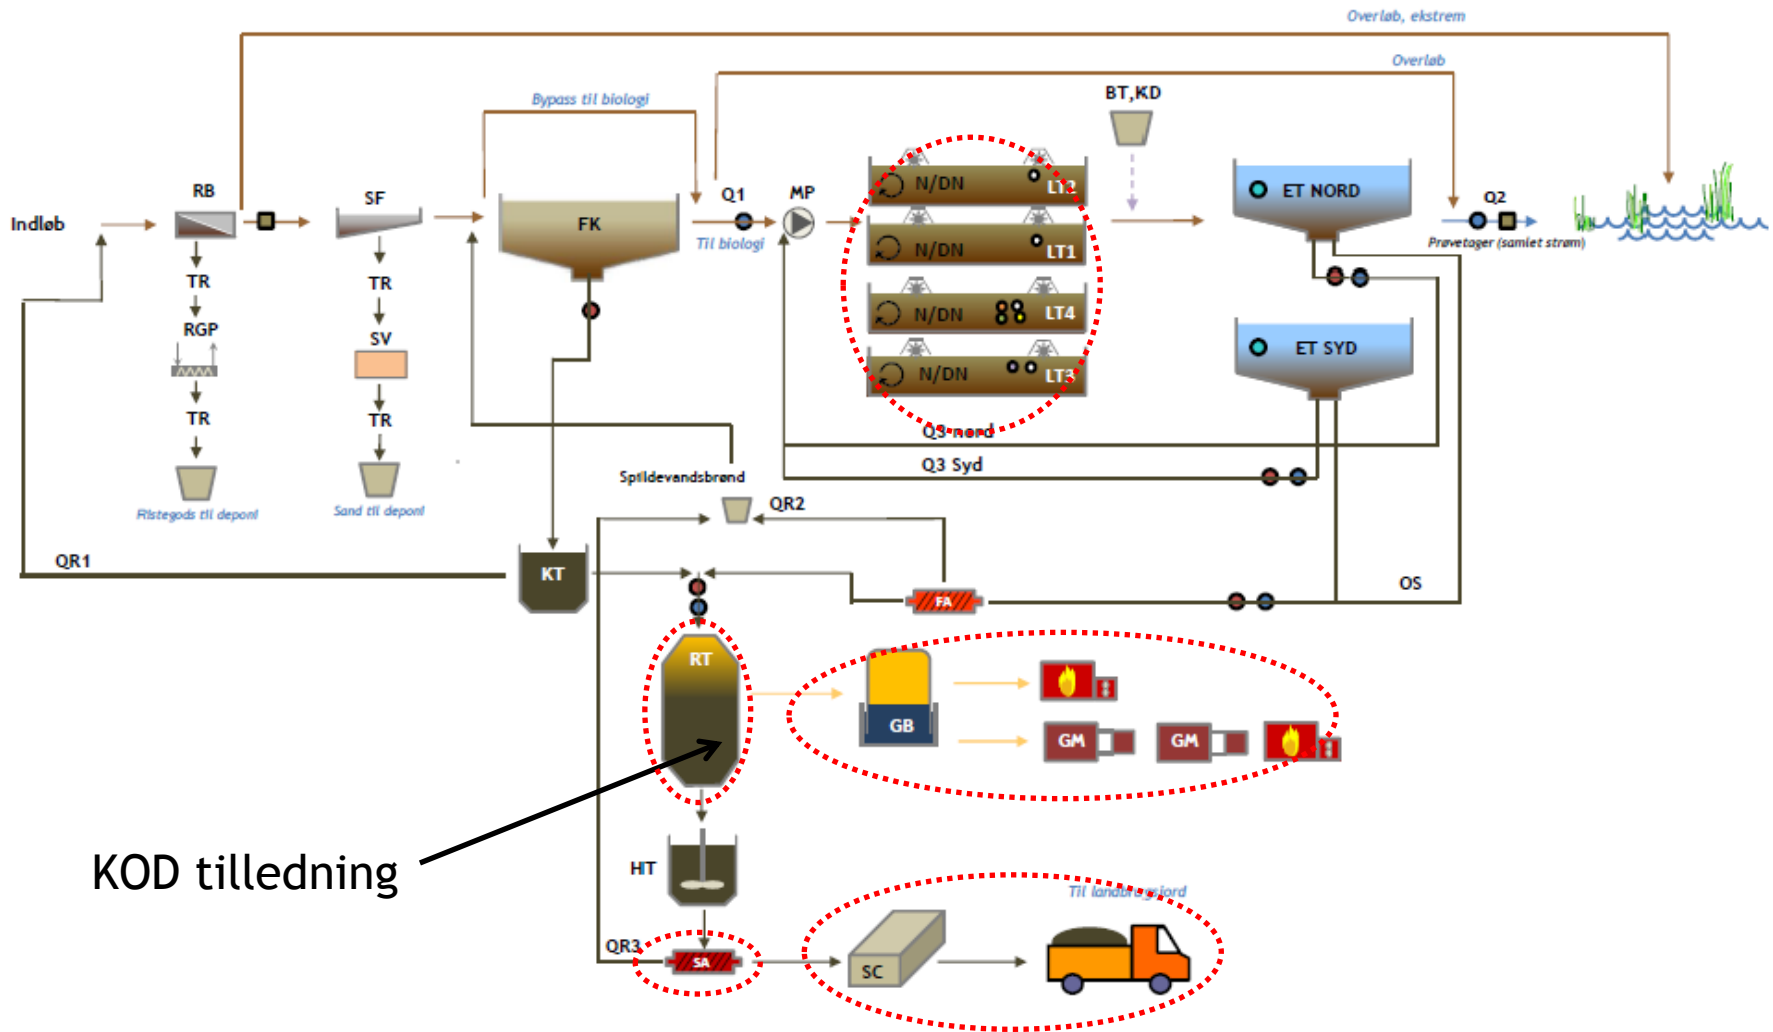 Overløb, ekstrem
Overløb
Bypass til biologi
BT,KD
RB
SF
Q1
MP
N/DN
LT2
ET NORD
Q2
Indløb
FK
Til biologi
N/DN
LT1
Prøvetager (samlet strøm)
TR
TR
RGP
SV
N/DN
LT4
ET SYD
N/DN
LT3
TR
TR
Q3 nord
Q3 Syd
Spildevandsbrønd
QR2
Ristegods til deponi
Sand til deponi
QR1
KT
FA
OS
RT
GB
GM
GM
KOD tilledning
HT
Til landbrugsjord
QR3
SA
SC